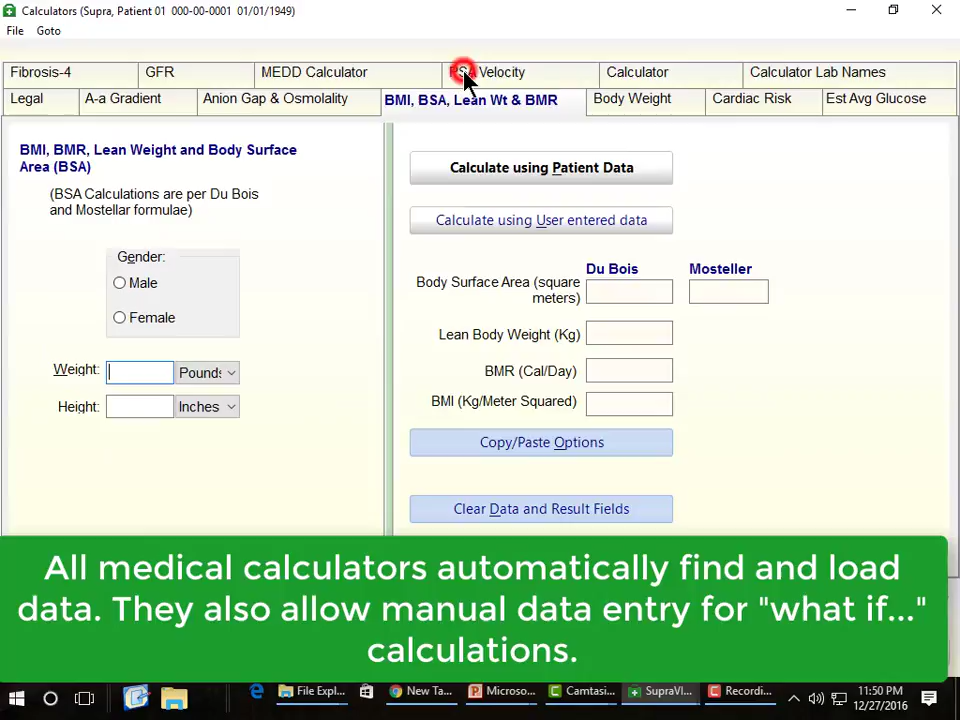 Calculators (Supra, Patient 01 000-00-0001 01/01/1949)
File Goto
Fibrosis-4 GFR MEDD Calculator PSA Velocity Calculator Calculator Lab Names
Legal A-a Gradient Anion Gap & Osmolality BMI, BSA, Lean Wt & BMR Body Weight Cardiac Risk Est Avg Glucose
BMI, BMR, Lean Weight and Body Surface
Area (BSA)
(BSA Calculations are per Du Bois
and Mostellar formulae)
Gender:
Male
Female
Weight: Pounds
Height: Inches
Calculate using Patient Data
Calculate using User entered data
Du Bois Mosteller
Body Surface Area (square
meters)
Lean Body Weight (Kg)
BMR (Cal/Day)
BMI (Kg/Meter Squared)
Copy/Paste Options
Clear Data and Result Fields
All medical calculators automatically find and load
data. They also allow manual data entry for "what if..."
calculations.
File Expl... New Ta... Microso... Camtasi... SupraVI... Recordi...
11:50 PM
12/27/2016